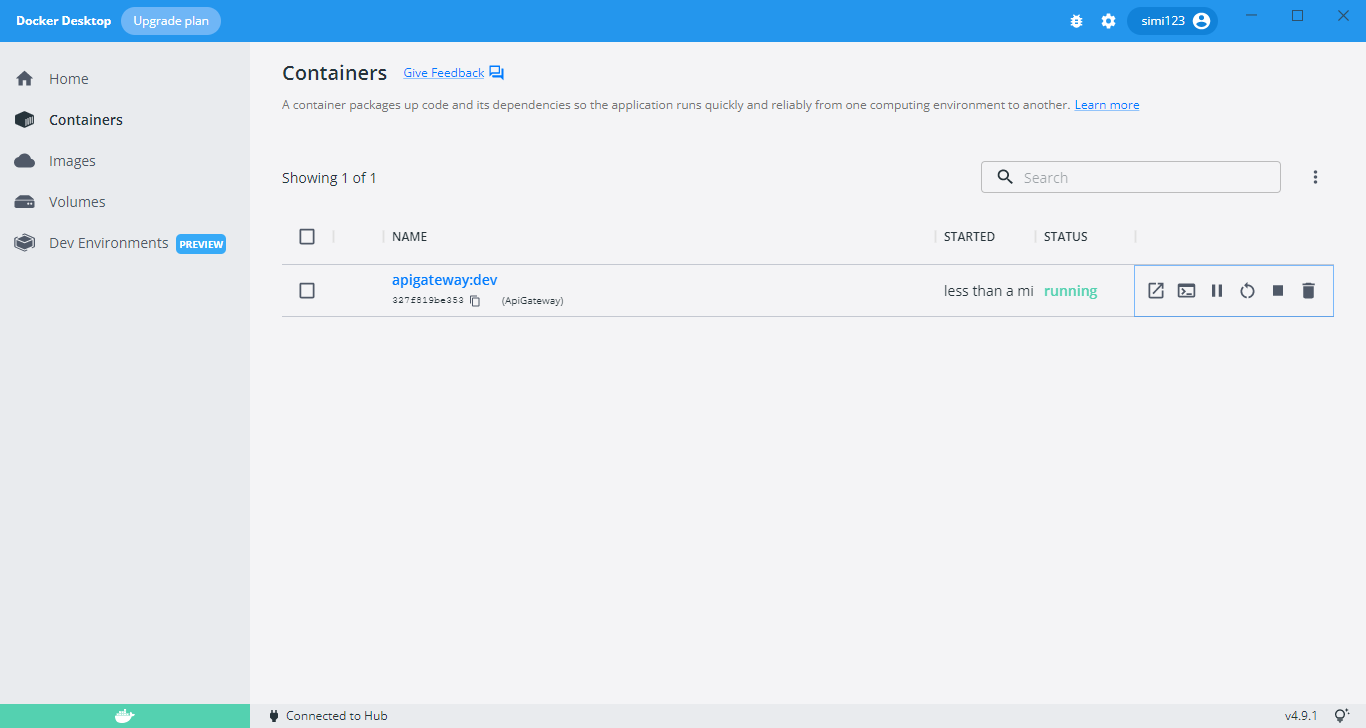 Docker Desktop Upgrade plan simi123
Home
Containers
Images
Volumes
Dev Environments PREVIEW
Containers Give Feedback
A container packages up code and its dependencies so the application runs quickly and reliably from one computing environment to another. Learn more
Showing 1 of 1 Search
NAME STARTED STATUS
apigateway:dev less than a mi running
327f819be353 (ApiGateway)
Connected to Hub v4.9.1